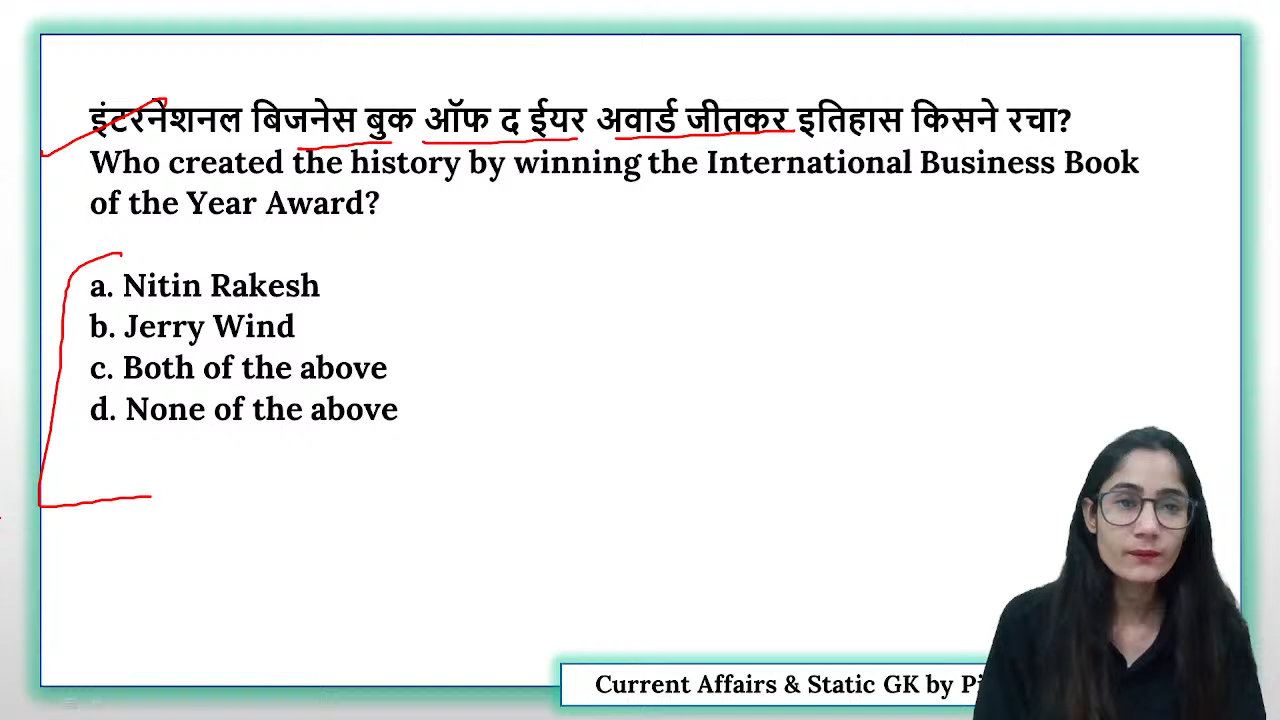 इंटरनेशनल बिजनेस बुक ऑफ द ईयर अवार्ड जीतकर इतिहास किसने रचा?
Who created the history by winning the International Business Book
of the Year Award?
a. Nitin Rakesh
b. Jerry Wind
c. Both of the above
d. None of the above
Current Affairs & Static GK by